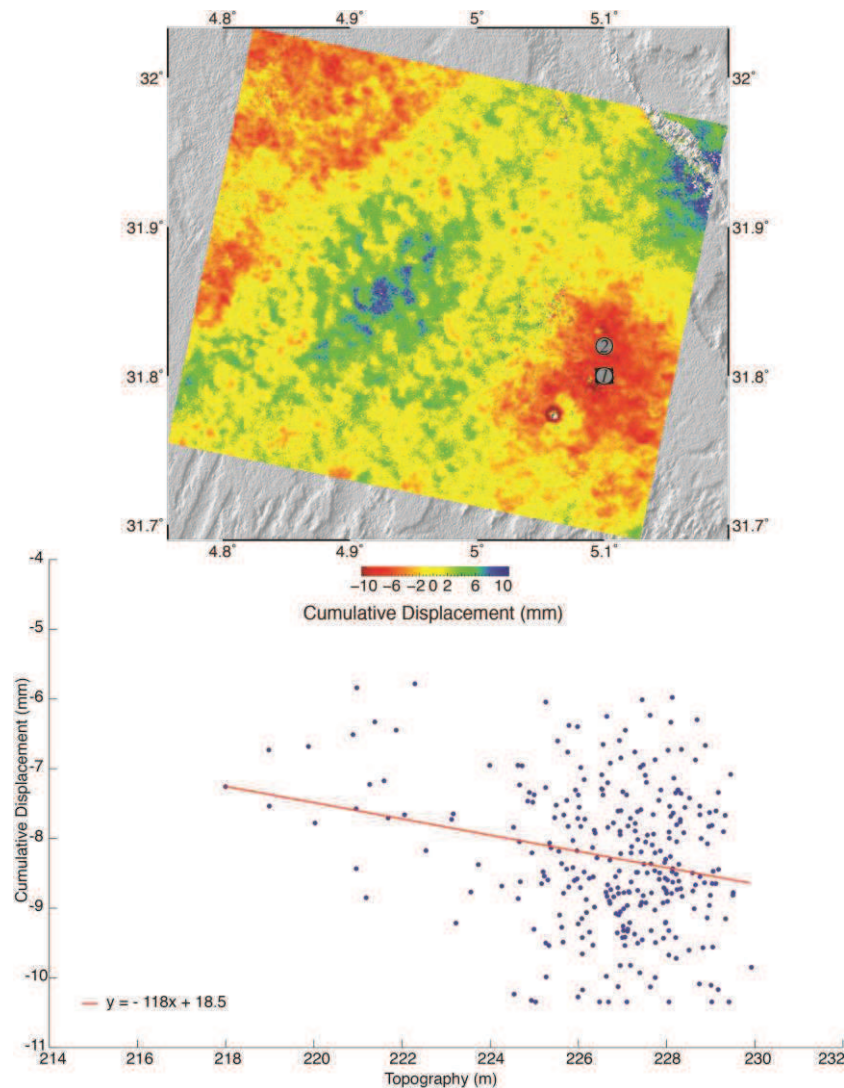 4.8˚ 4.9˚ 5˚ 5.1˚
32˚ 32˚
31.9˚ 31.9˚
31.8˚ 31.8˚
31.7˚ 31.7˚
2
1
4.8˚ 4.9˚ 5˚ 5.1˚
−10 −6 −2 0 2 6 10
Cumulative Displacement (mm)
-4
-5
-6
-7
-8
-9
-10
-11
Cumulative Displacement (mm)
y = - 118x + 18.5
214 216 218 220 222 224 226 228 230 232
Topography (m)